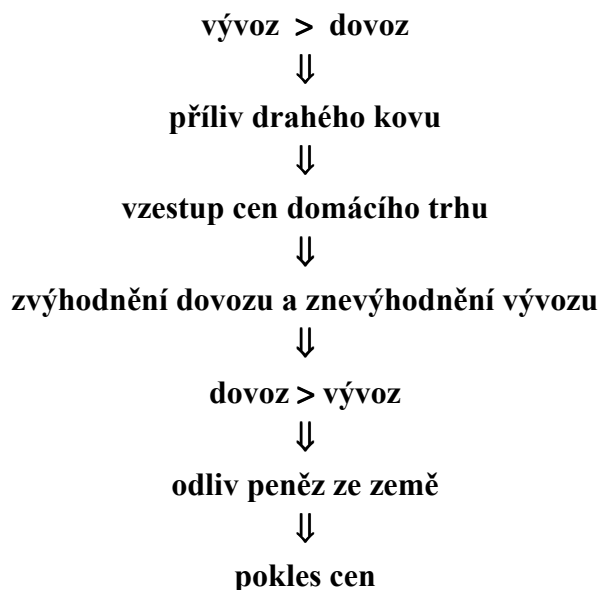 vývoz > dovoz
⇓
příliv drahého kovu
⇓
vzestup cen domácího trhu
⇓
zvýhodnění dovozu a znevýhodnění vývozu
⇓
dovoz > vývoz
⇓
odliv peněz ze země
⇓
pokles cen